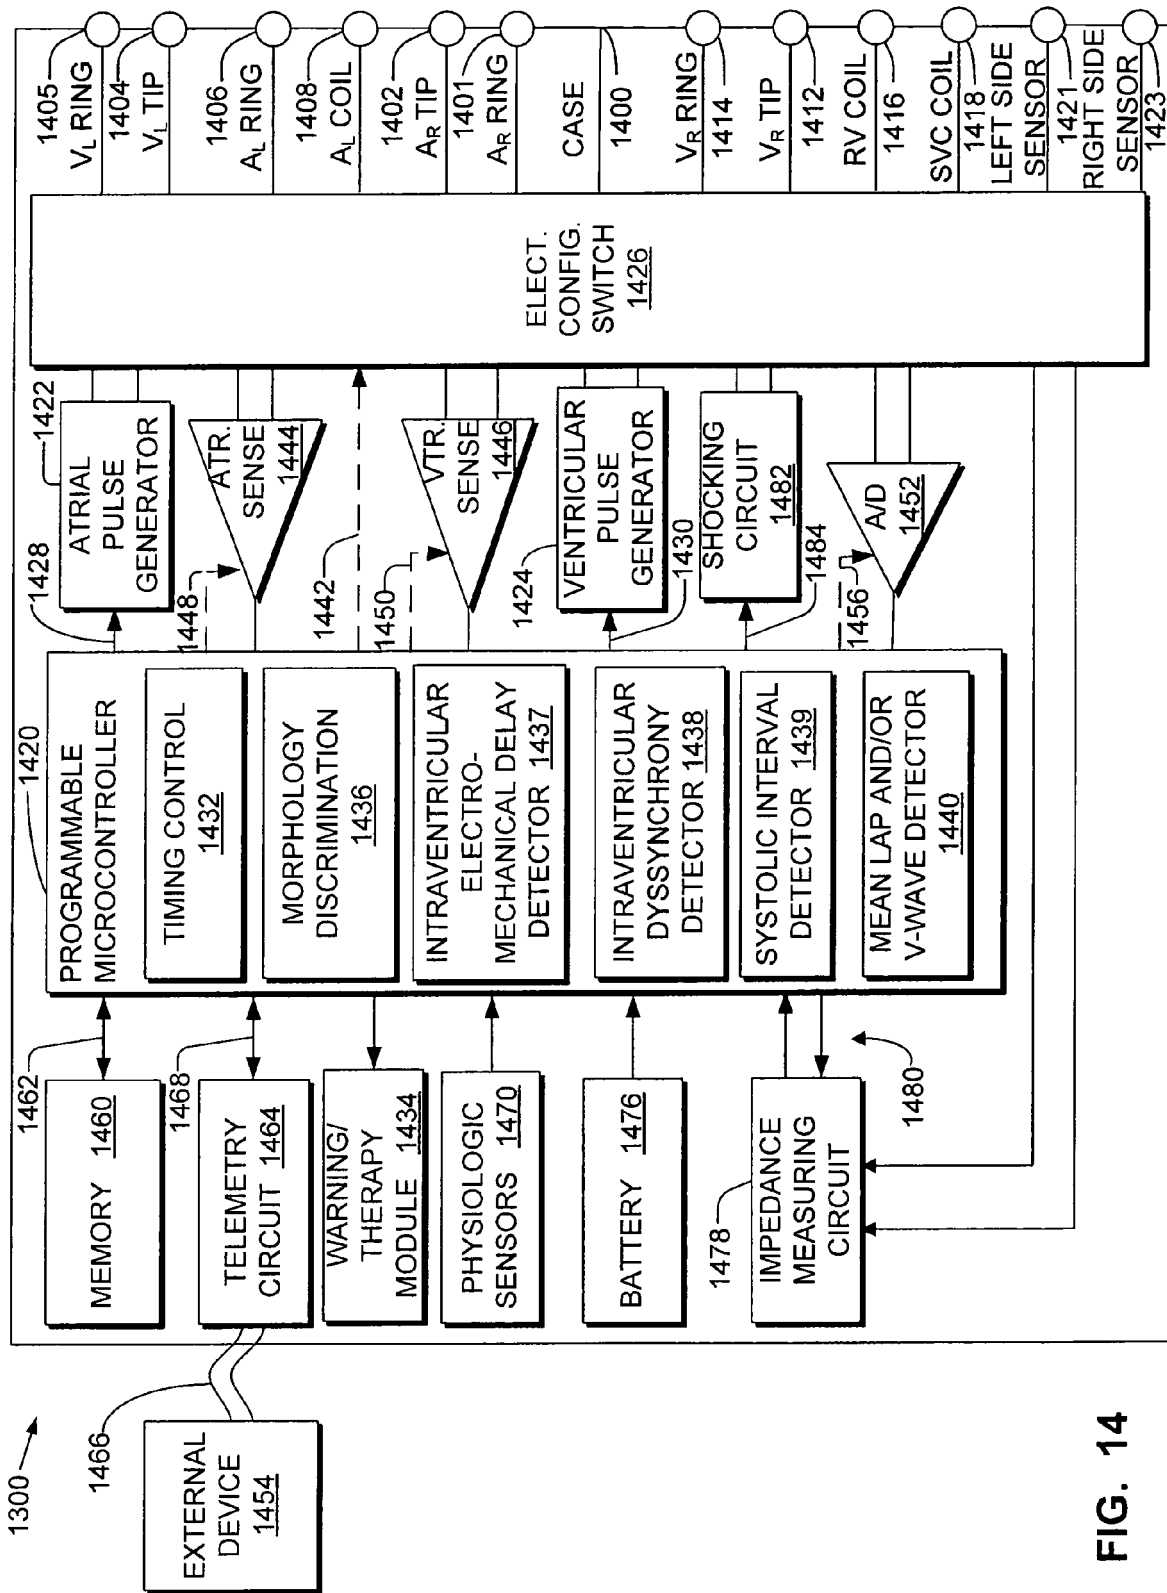 1300
EXTERNAL
DEVICE
1454
1466
MEMORY 1460
1462
TELEMETRY
CIRCUIT 1464
1468
WARNING/
THERAPY
MODULE 1434
PHYSIOLOGIC
SENSORS 1470
BATTERY 1476
IMPEDANCE
MEASURING
CIRCUIT
1478
1480
1420
PROGRAMMABLE
MICROCONTROLLER
TIMING CONTROL
1432
MORPHOLOGY
DISCRIMINATION
1436
INTRAVENTRICULAR
ELECTRO-
MECHANICAL DELAY
DETECTOR 1437
INTRAVENTRICULAR
DYSSYNCHRONY
DETECTOR 1438
SYSTOLIC INTERVAL
DETECTOR 1439
MEAN LAP AND/OR
V-WAVE DETECTOR
1440
1428
1422
ATRIAL
PULSE
GENERATOR
1448
ATR.
SENSE
1444
1442
1450
VTR.
SENSE
1446
1424
VENTRICULAR
PULSE
GENERATOR
1430
SHOCKING
CIRCUIT
1482
1484
1456
A/D
1452
ELECT.
CONFIG.
SWITCH
1426
1405
VL RING
1404
VL TIP
1406
AL RING
1408
AL COIL
1402
AR TIP
1401
AR RING
CASE
1400
VR RING
1414
VR TIP
1412
RV COIL
1416
SVC COIL
1418
LEFT SIDE
SENSOR
1421
RIGHT SIDE
SENSOR
1423
FIG. 14